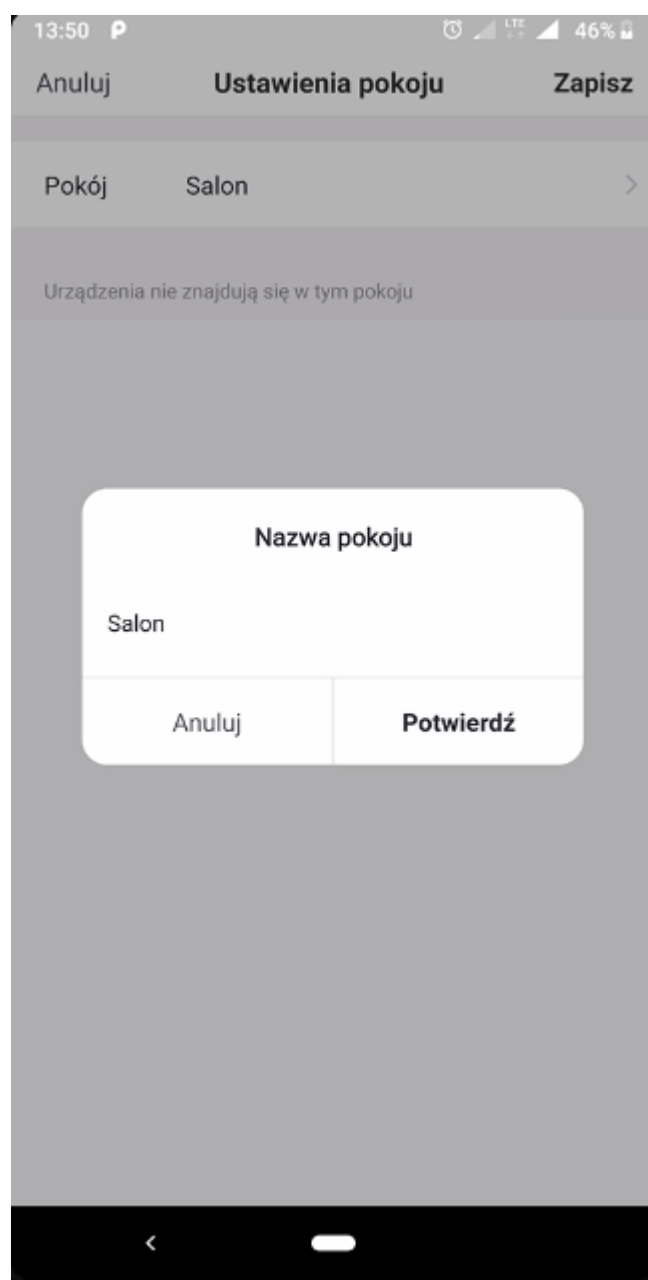 13:50 P LTE 46%
Anuluj Ustawienia pokoju Zapisz
Pokój Salon
Urządzenia nie znajdują się w tym pokoju
Nazwa pokoju
Salon
Anuluj Potwierdź